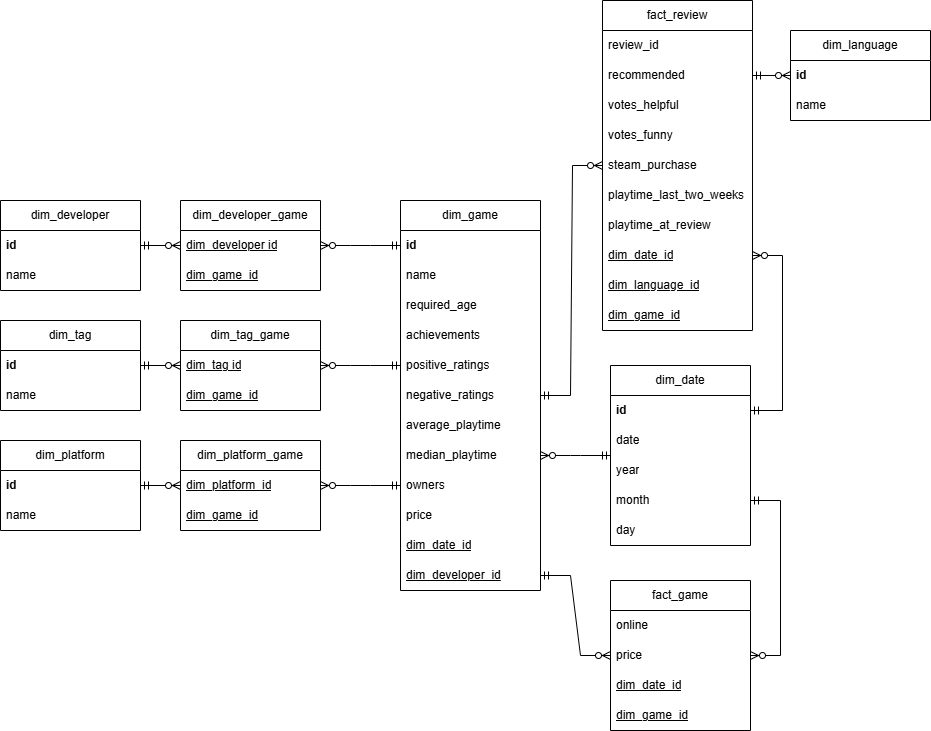 fact_review
review_id
recommended
votes_helpful
votes_funny
steam_purchase
playtime_last_two_weeks
playtime_at_review
dim_date_id
dim_language_id
dim_game_id
dim_language
id
name
dim_developer
id
name
dim_developer_game
dim_developer id
dim_game_id
dim_game
id
name
required_age
achievements
positive_ratings
negative_ratings
average_playtime
median_playtime
owners
price
dim_date_id
dim_developer_id
dim_tag
id
name
dim_tag_game
dim_tag id
dim_game_id
dim_platform
id
name
dim_platform_game
dim_platform_id
dim_game_id
dim_date
id
date
year
month
day
fact_game
online
price
dim_date_id
dim_game_id